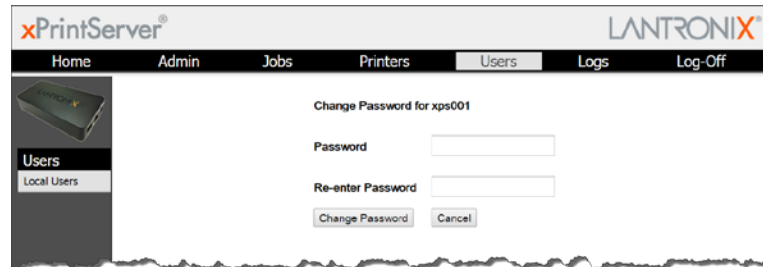 xPrintServer®
LANTRONIX®
Home Admin Jobs Printers Users Logs Log-Off
LANTRONIX
Change Password for xps001
Password
Users
Local Users
Re-enter Password
Change Password Cancel